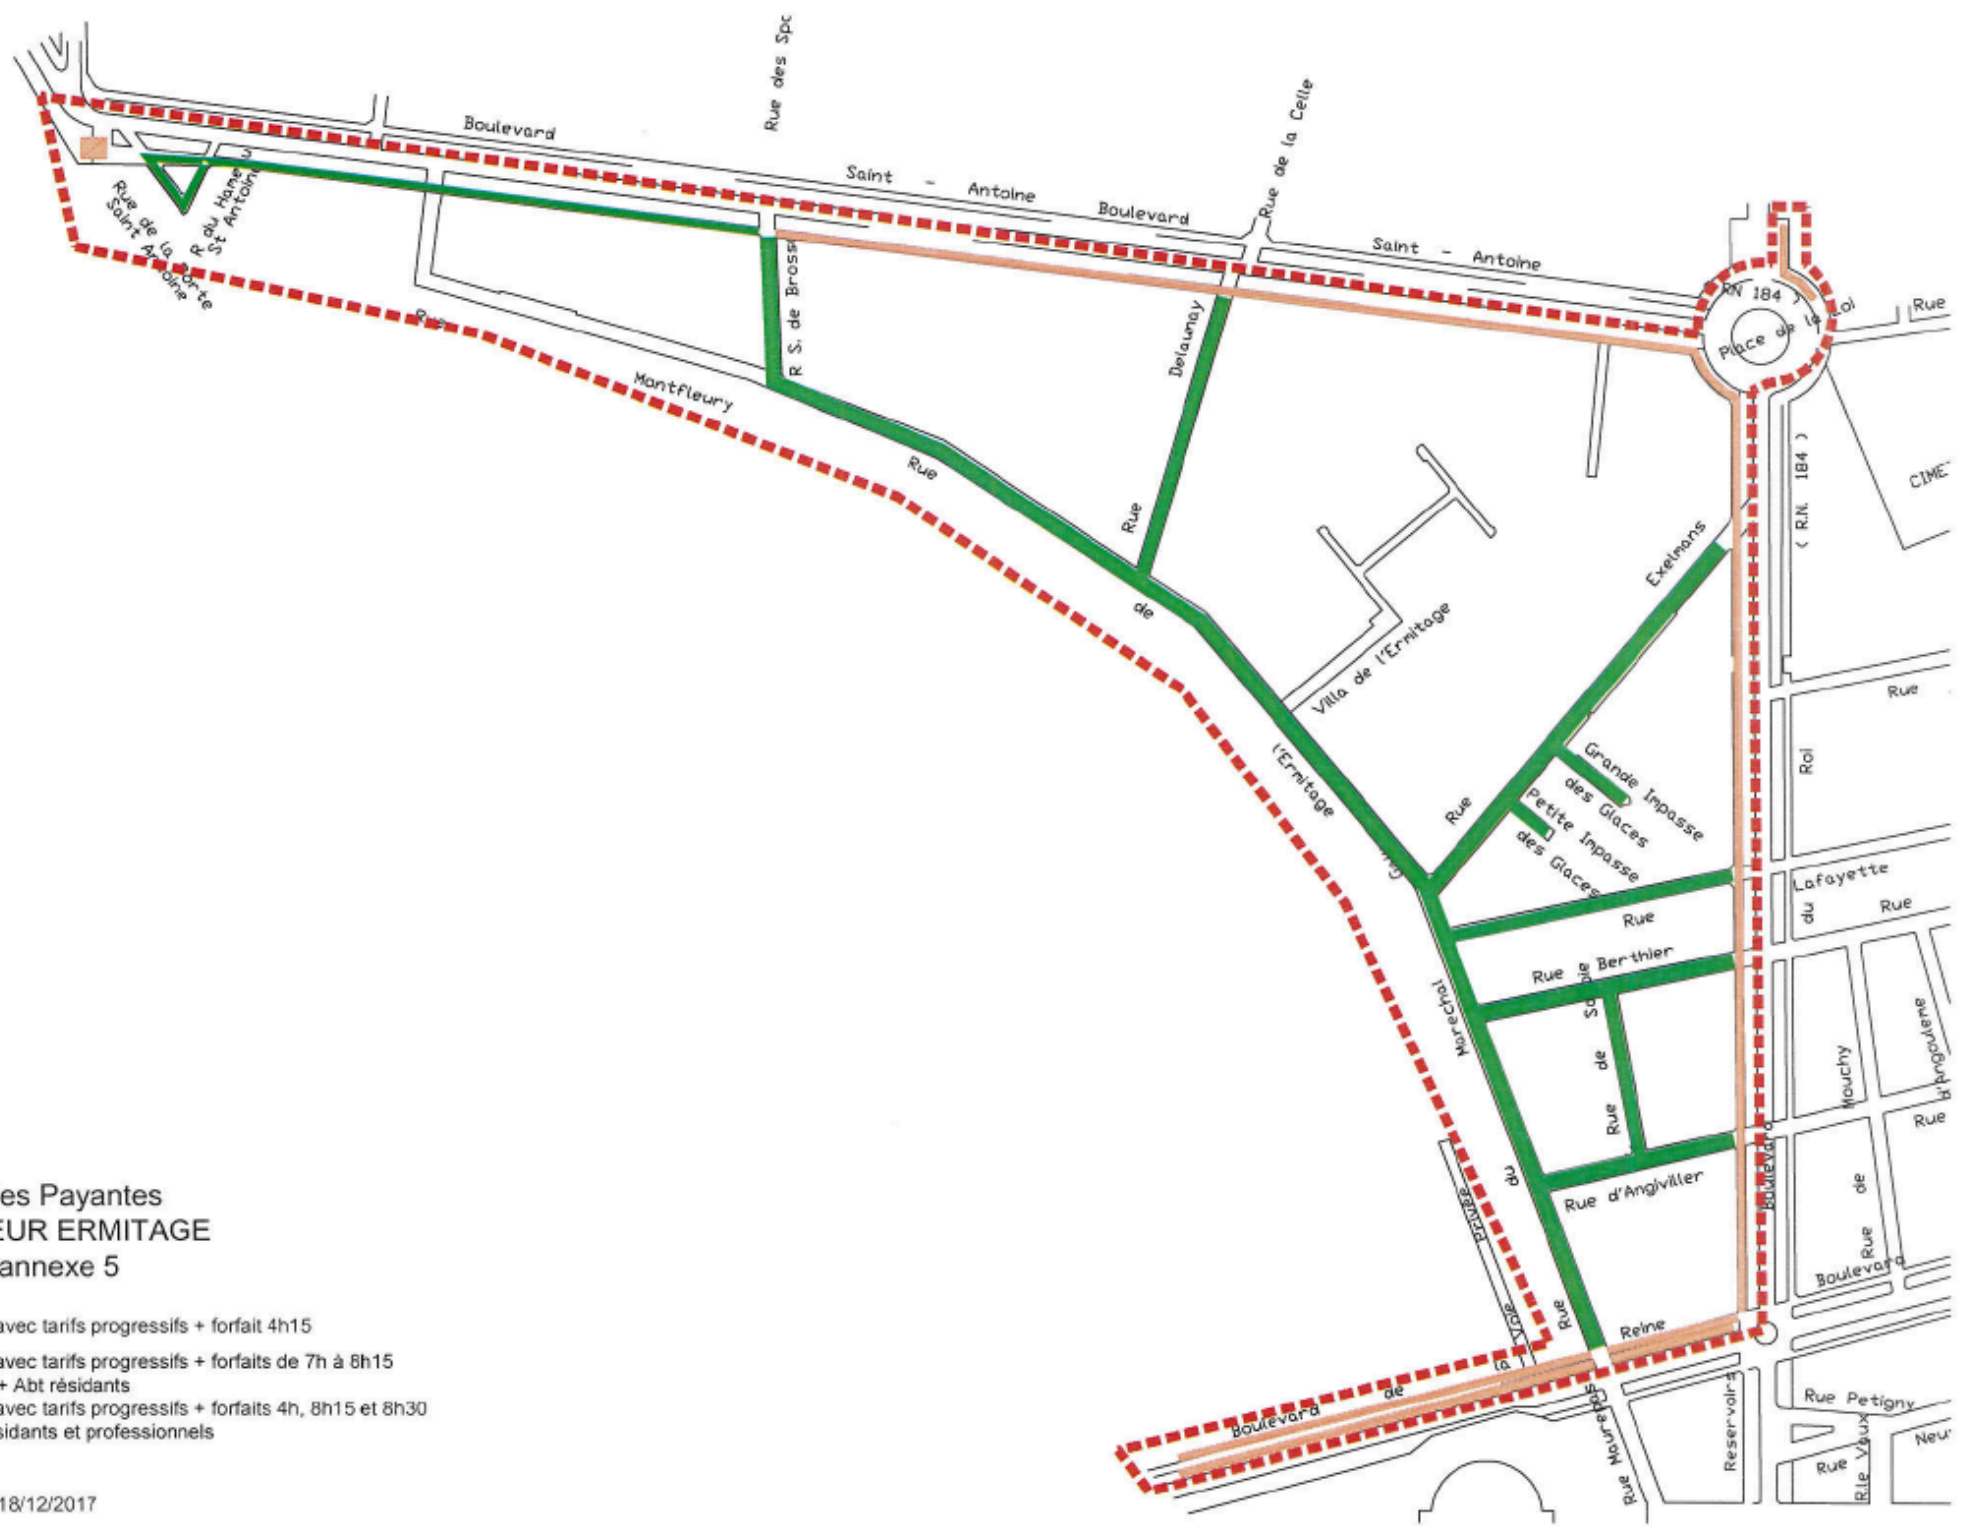 Rue des Spc
Boulevard
Saint - Antoine
Boulevard
Rue de la Celle
Saint - Antoine
RN 184 )
Place de la Loi
Rue
Rue de la Porte
Saint Antoine
R du Hame
St Antoine
Rue
Montfleury
R S. de Bross
Rue
Delaunay
Rue
de
l'Ermitage
Villa de l'Ermitage
Exelmans
Rue
( R.N. 184 )
CIME
Rue
Roi
Grande Impasse
des Glaces
Petite Impasse
des Glaces
Lafayette
du
Rue
Rue
Rue Berthier
Marechal
de
Rue
Mouchy
d'Angouleme
Rue
du
Rue d'Angiviller
Boulevard
de
Rue
Privée
Voie
Rue
Boulevard
Reine
la
de
Boulevard
Rue Maurepas
Reservoirs
Rue Petigny
Neu
Rue
R.le Vaux
es Payantes
EUR ERMITAGE
annexe 5
avec tarifs progressifs + forfait 4h15
avec tarifs progressifs + forfaits de 7h à 8h15
+ Abt résidants
avec tarifs progressifs + forfaits 4h, 8h15 et 8h30
sidants et professionnels
18/12/2017